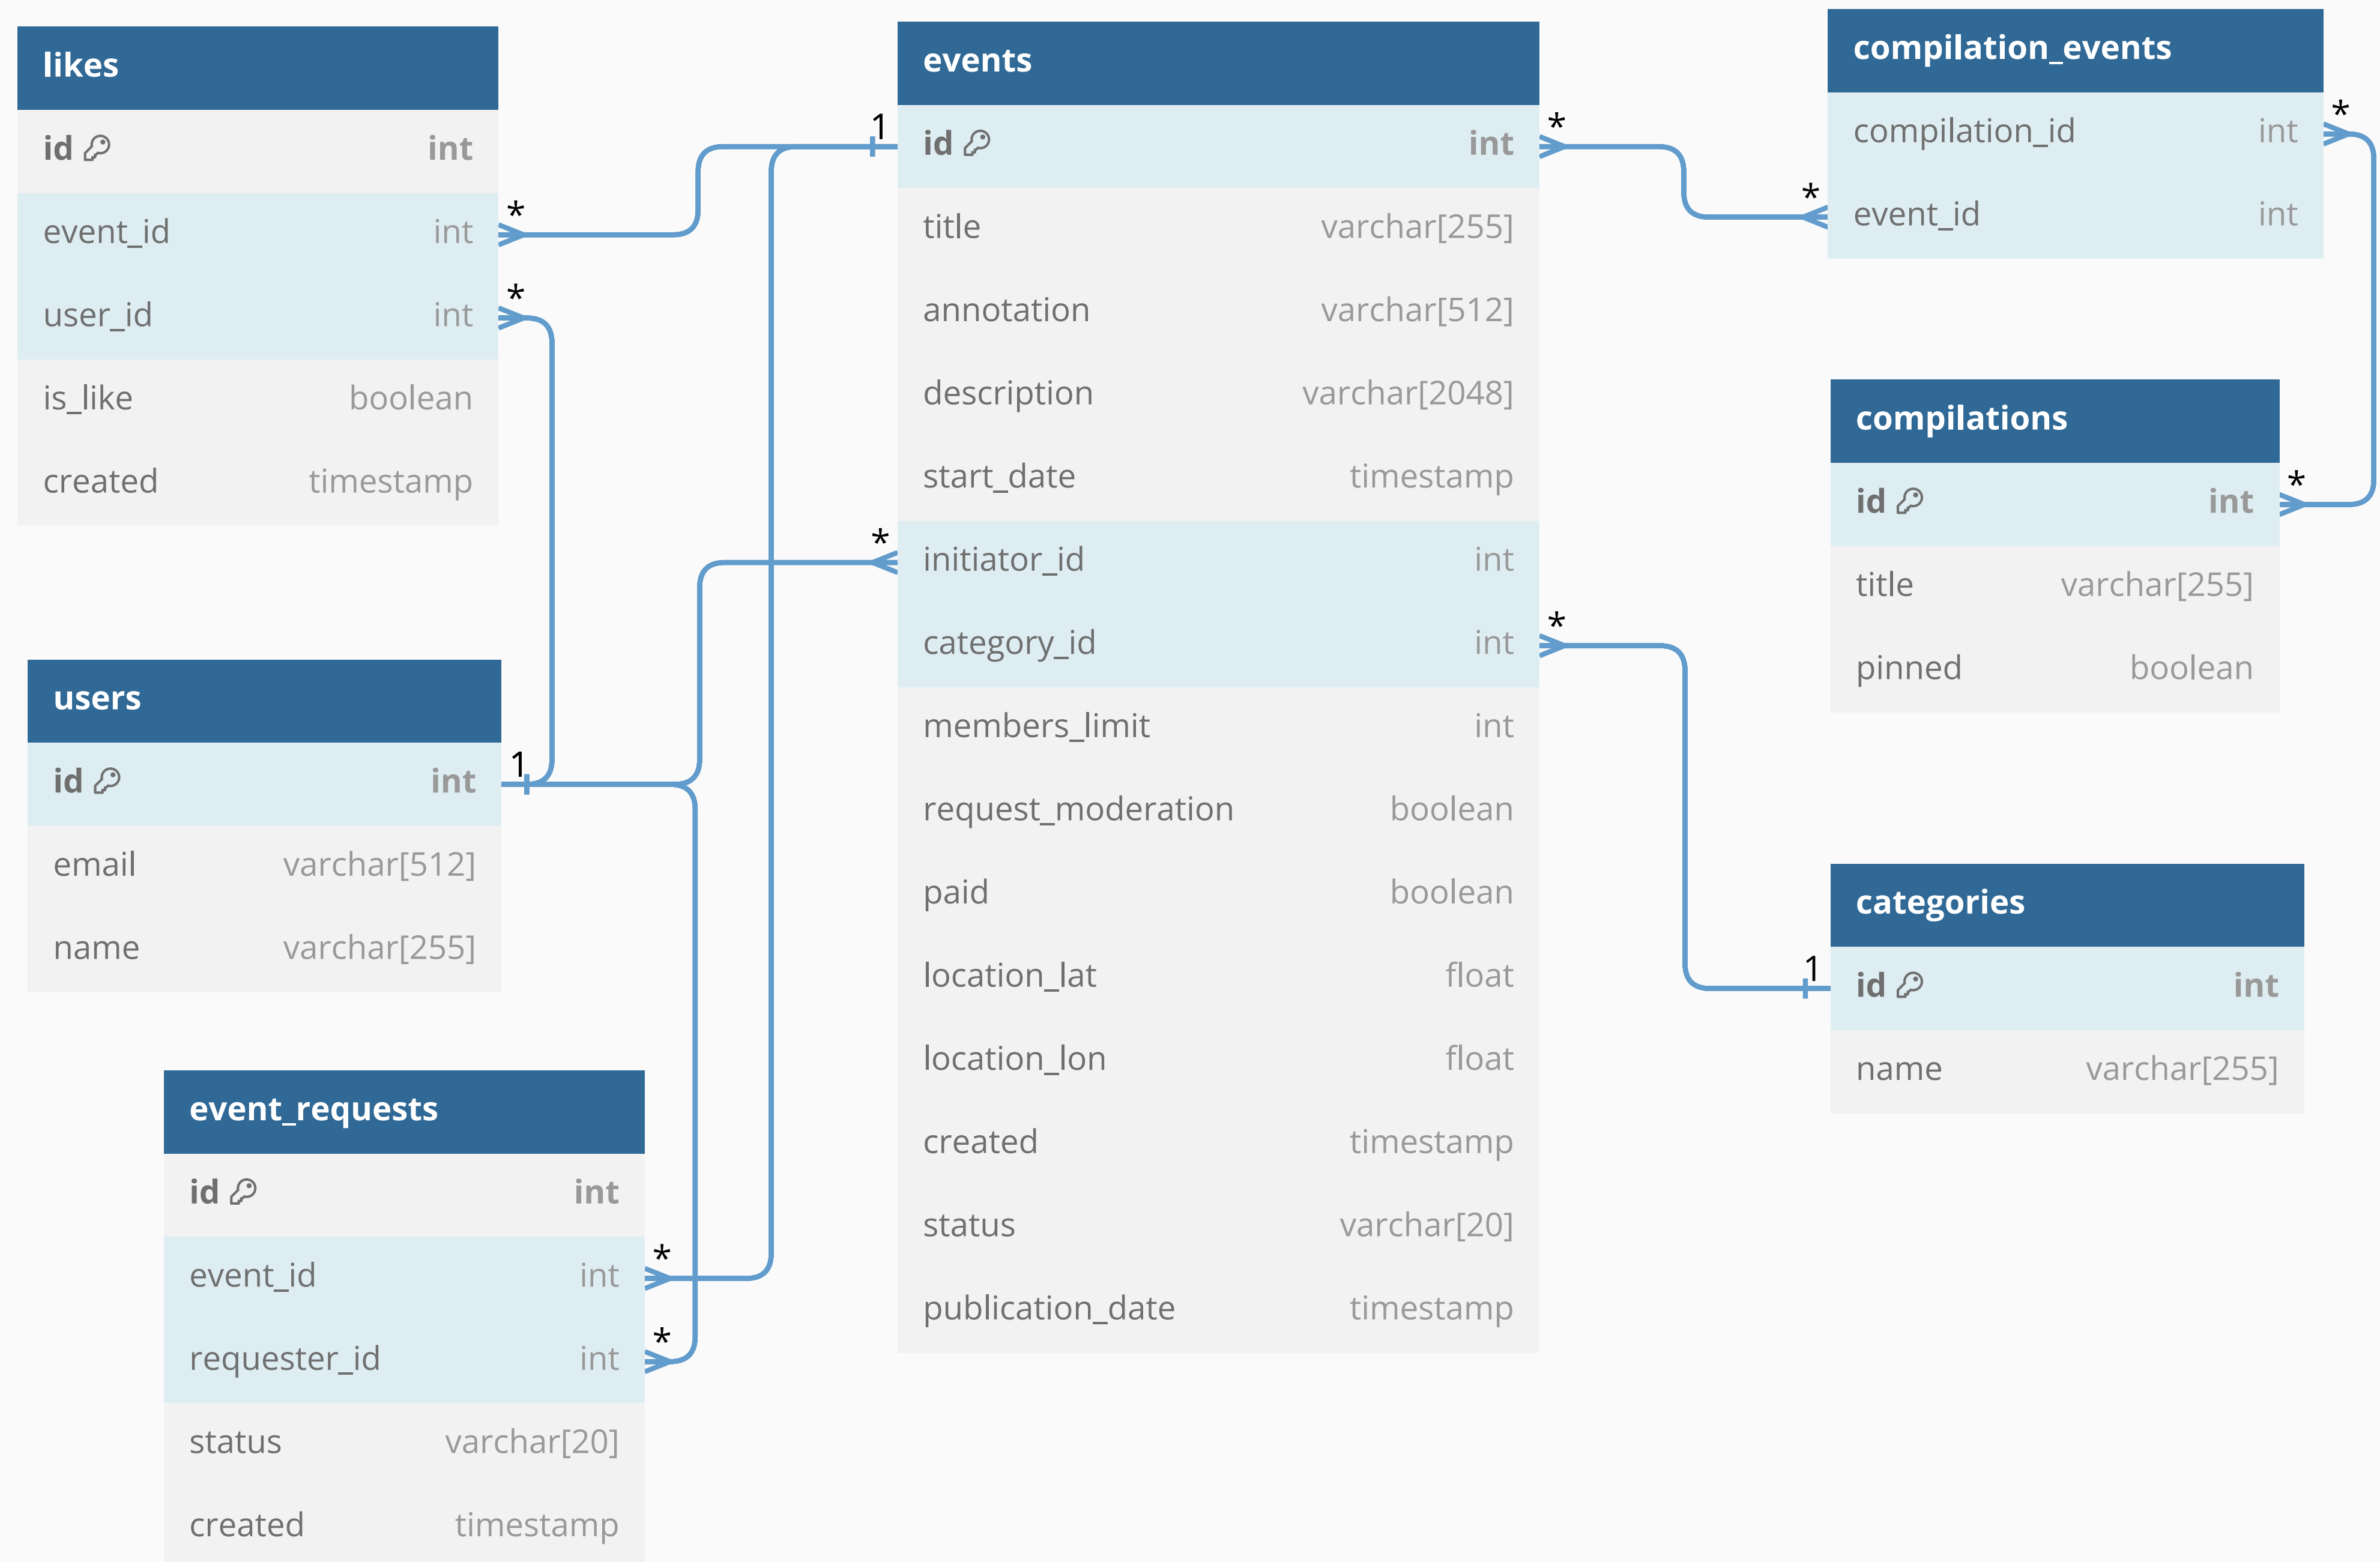 likes
id int
event_id int
user_id int
is_like boolean
created timestamp
*
*
users
id int
email varchar[512]
name varchar[255]
1
event_requests
id int
event_id int
requester_id int
status varchar[20]
created timestamp
*
*
events
id int
title varchar[255]
annotation varchar[512]
description varchar[2048]
start_date timestamp
initiator_id int
category_id int
members_limit int
request_moderation boolean
paid boolean
location_lat float
location_lon float
created timestamp
status varchar[20]
publication_date timestamp
1
*
*
*
compilation_events
compilation_id int
event_id int
*
*
compilations
id int
title varchar[255]
pinned boolean
*
categories
id int
name varchar[255]
1